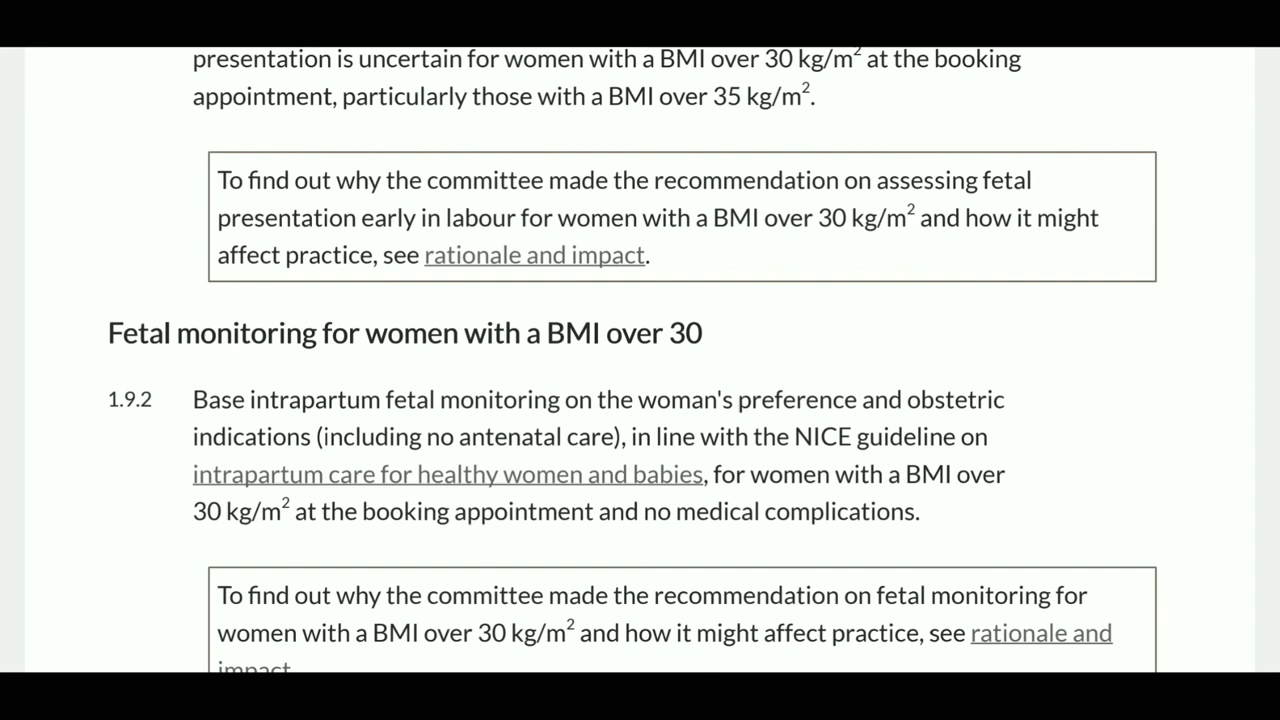 presentation is uncertain for women with a BMI over 30 kg/m² at the booking
appointment, particularly those with a BMI over 35 kg/m².
To find out why the committee made the recommendation on assessing fetal
presentation early in labour for women with a BMI over 30 kg/m² and how it might
affect practice, see rationale and impact.
Fetal monitoring for women with a BMI over 30
1.9.2 Base intrapartum fetal monitoring on the woman's preference and obstetric
indications (including no antenatal care), in line with the NICE guideline on
intrapartum care for healthy women and babies, for women with a BMI over
30 kg/m² at the booking appointment and no medical complications.
To find out why the committee made the recommendation on fetal monitoring for
women with a BMI over 30 kg/m² and how it might affect practice, see rationale and
impact